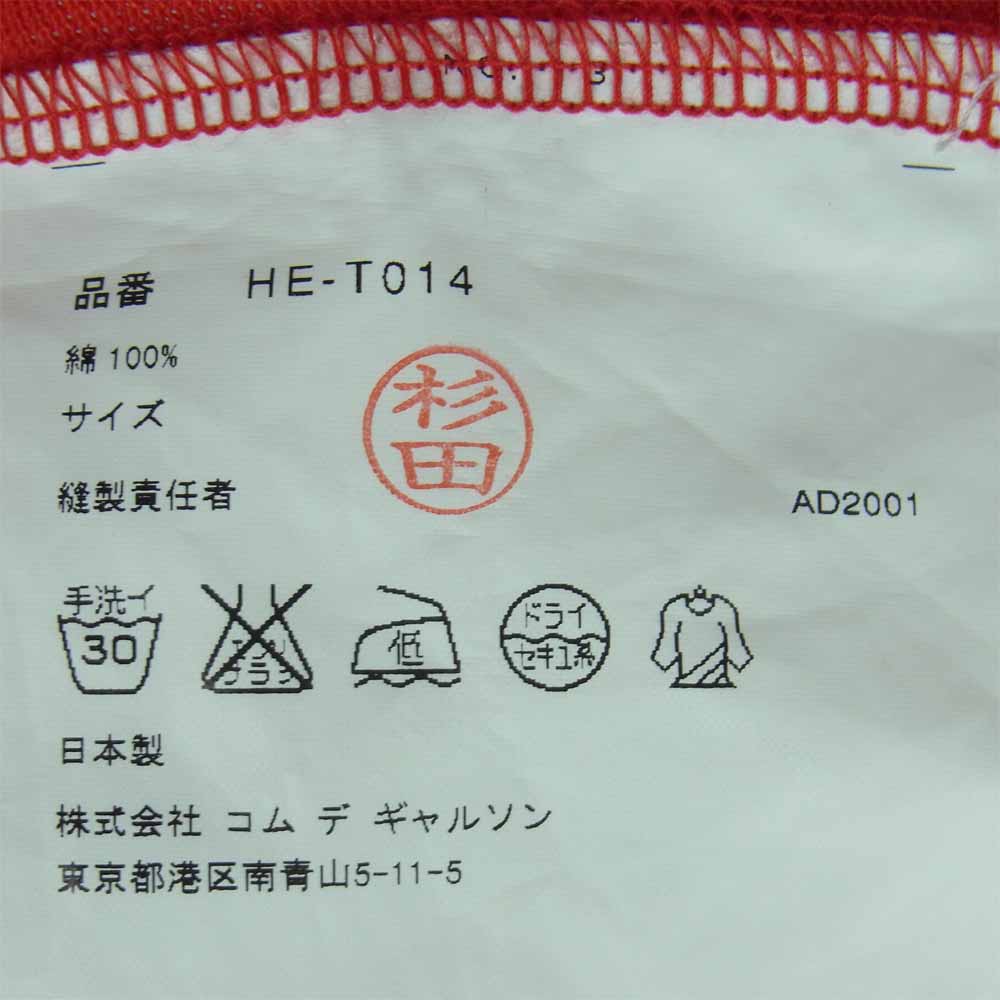 品番 HE-T014
綿 100%
サイズ
杉
田
縫製責任者
AD2001
手洗イ
30
低
ドライ
セキユ系
日本製
株式会社 コム デ ギャルソン
東京都港区南青山5-11-5